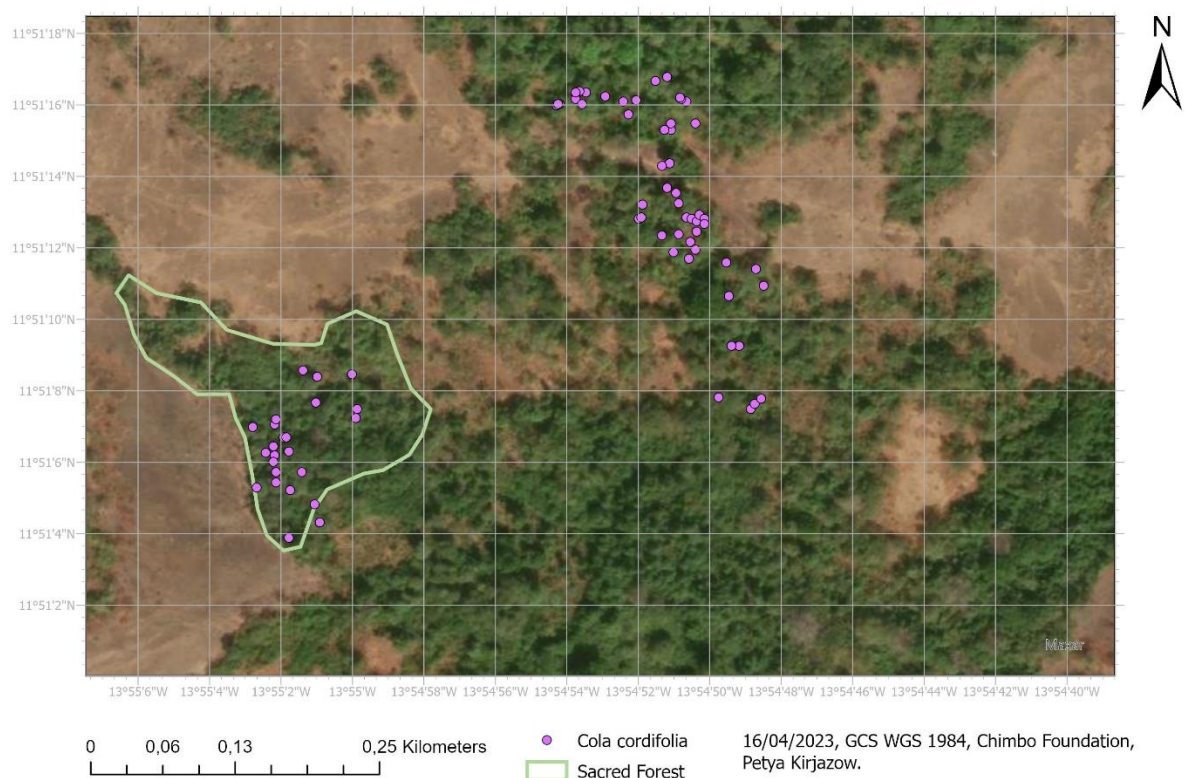 N
11°51'18"N
11°51'16"N
11°51'14"N
11°51'12"N
11°51'10"N
11°51'8"N
11°51'6"N
11°51'4"N
11°51'2"N
Maxar
13°55'6"W 13°55'4"W 13°55'2"W 13°55'W 13°54'58"W 13°54'56"W 13°54'54"W 13°54'52"W 13°54'50"W 13°54'48"W 13°54'46"W 13°54'44"W 13°54'42"W 13°54'40"W
0 0,06 0,13 0,25 Kilometers
Cola cordifolia
Sacred Forest
16/04/2023, GCS WGS 1984, Chimbo Foundation,
Petya Kirjazow.